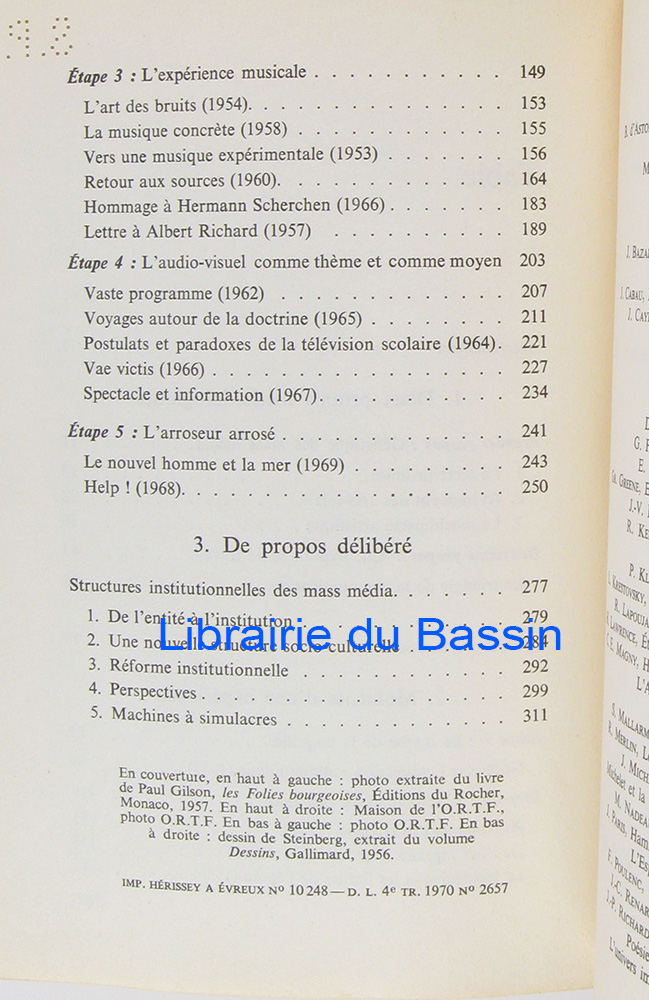 Étape 3 : L'expérience musicale . . . . . . . . . . . 149
L'art des bruits (1954). . . . . . . . . . . . . . 153
La musique concrète (1958) . . . . . . . . . . . 155
Vers une musique expérimentale (1953) . . . . . . . 156
Retour aux sources (1960). . . . . . . . . . . . 164
Hommage à Hermann Scherchen (1966) . . . . . . . 183
Lettre à Albert Richard (1957) . . . . . . . . . . 189
Étape 4 : L'audio-visuel comme thème et comme moyen 203
Vaste programme (1962) . . . . . . . . . . . . 207
Voyages autour de la doctrine (1965) . . . . . . . . 211
Postulats et paradoxes de la télévision scolaire (1964). 221
Vae victis (1966) . . . . . . . . . . . . . . . . 227
Spectacle et information (1967). . . . . . . . . . 234
Étape 5 : L'arroseur arrosé . . . . . . . . . . . . . 241
Le nouvel homme et la mer (1969) . . . . . . . . . 243
Help ! (1968). . . . . . . . . . . . . . . . . . 250
3. De propos délibéré
Structures institutionnelles des mass média. . . . . . . 277
1. De l'entité à l'institution . . . . . . . . . . . . 279
Librairie du Bassin
2. Une nouvelle structure socio-culturelle . . . . . . 284
3. Réforme institutionnelle . . . . . . . . . . . . 292
4. Perspectives . . . . . . . . . . . . . . . . . 299
5. Machines à simulacres . . . . . . . . . . . . . 311
En couverture, en haut à gauche : photo extraite du livre
de Paul Gilson, les Folies bourgeoises, Éditions du Rocher,
Monaco, 1957. En haut à droite : Maison de l'O.R.T.F.,
photo O.R.T.F. En bas à gauche : photo O.R.T.F. En bas
à droite : dessin de Steinberg, extrait du volume
Dessins, Gallimard, 1956.
IMP. HÉRISSEY A ÉVREUX Nº 10 248 — D. L. 4e TR. 1970 Nº 2657